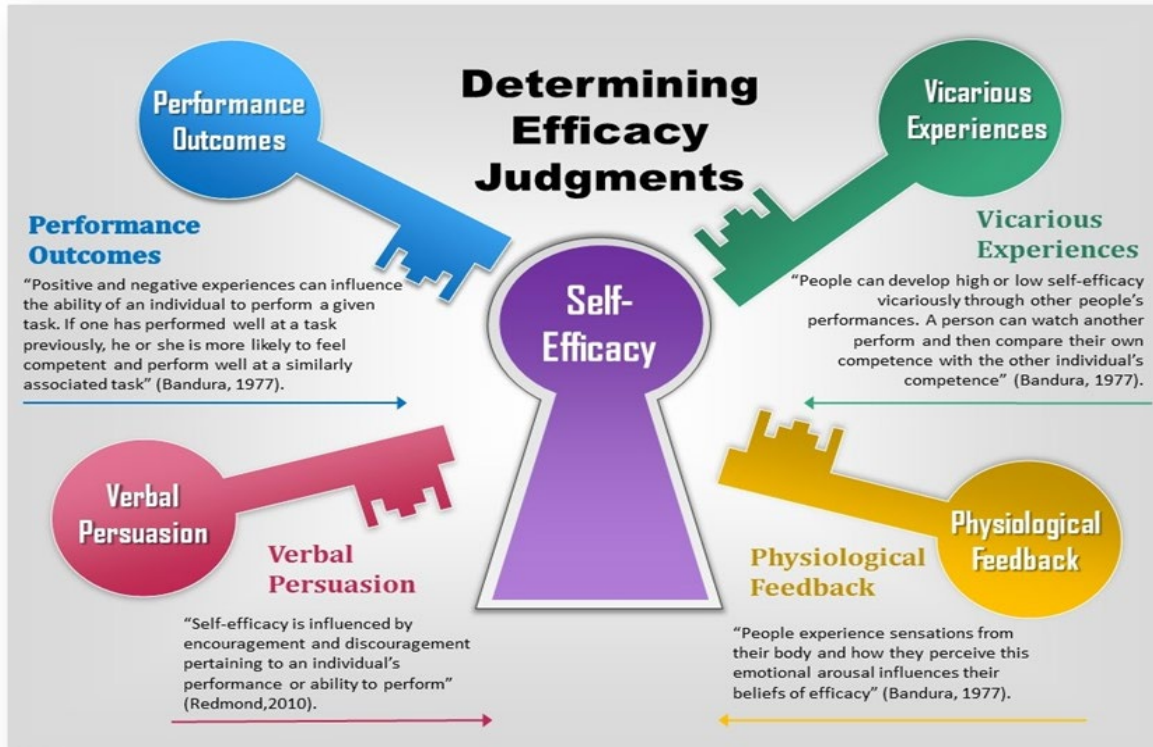 Determining
Efficacy
Judgments
Performance
Outcomes
Vicarious
Experiences
Performance
Outcomes
“Positive and negative experiences can influence
the ability of an individual to perform a given
task. If one has performed well at a task
previously, he or she is more likely to feel
competent and perform well at a similarly
associated task” (Bandura, 1977).
Self-
Efficacy
Vicarious
Experiences
“People can develop high or low self-efficacy
vicariously through other people’s
performances. A person can watch another
perform and then compare their own
competence with the other individual’s
competence” (Bandura, 1977).
Verbal
Persuasion
Verbal
Persuasion
“Self-efficacy is influenced by
encouragement and discouragement
pertaining to an individual’s
performance or ability to perform”
(Redmond,2010).
Physiological
Feedback
Physiological
Feedback
“People experience sensations from
their body and how they perceive this
emotional arousal influences their
beliefs of efficacy” (Bandura, 1977).